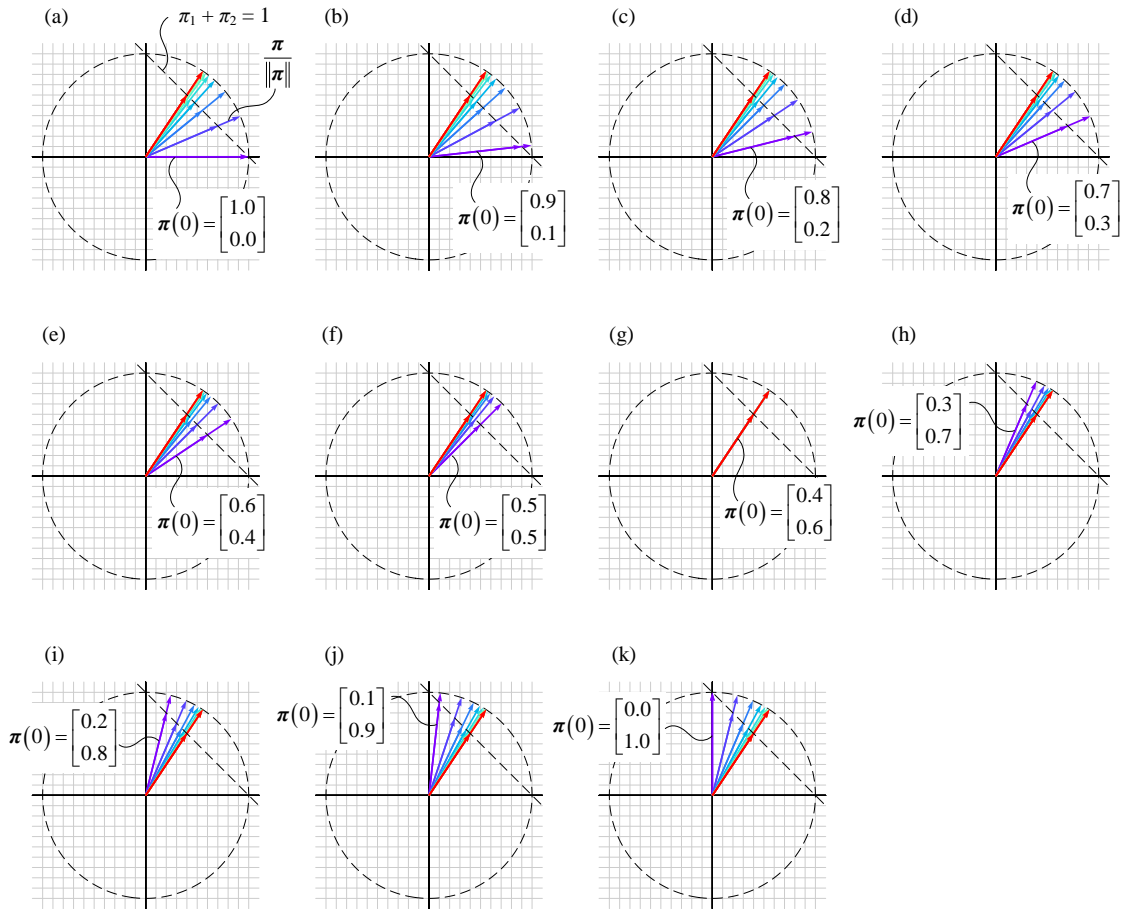 (a)
π₁ + π₂ = 1
π / ‖π‖
π(0) = [1.0 0.0]
(b)
π(0) = [0.9 0.1]
(c)
π(0) = [0.8 0.2]
(d)
π(0) = [0.7 0.3]
(e)
π(0) = [0.6 0.4]
(f)
π(0) = [0.5 0.5]
(g)
π(0) = [0.4 0.6]
(h)
π(0) = [0.3 0.7]
(i)
π(0) = [0.2 0.8]
(j)
π(0) = [0.1 0.9]
(k)
π(0) = [0.0 1.0]